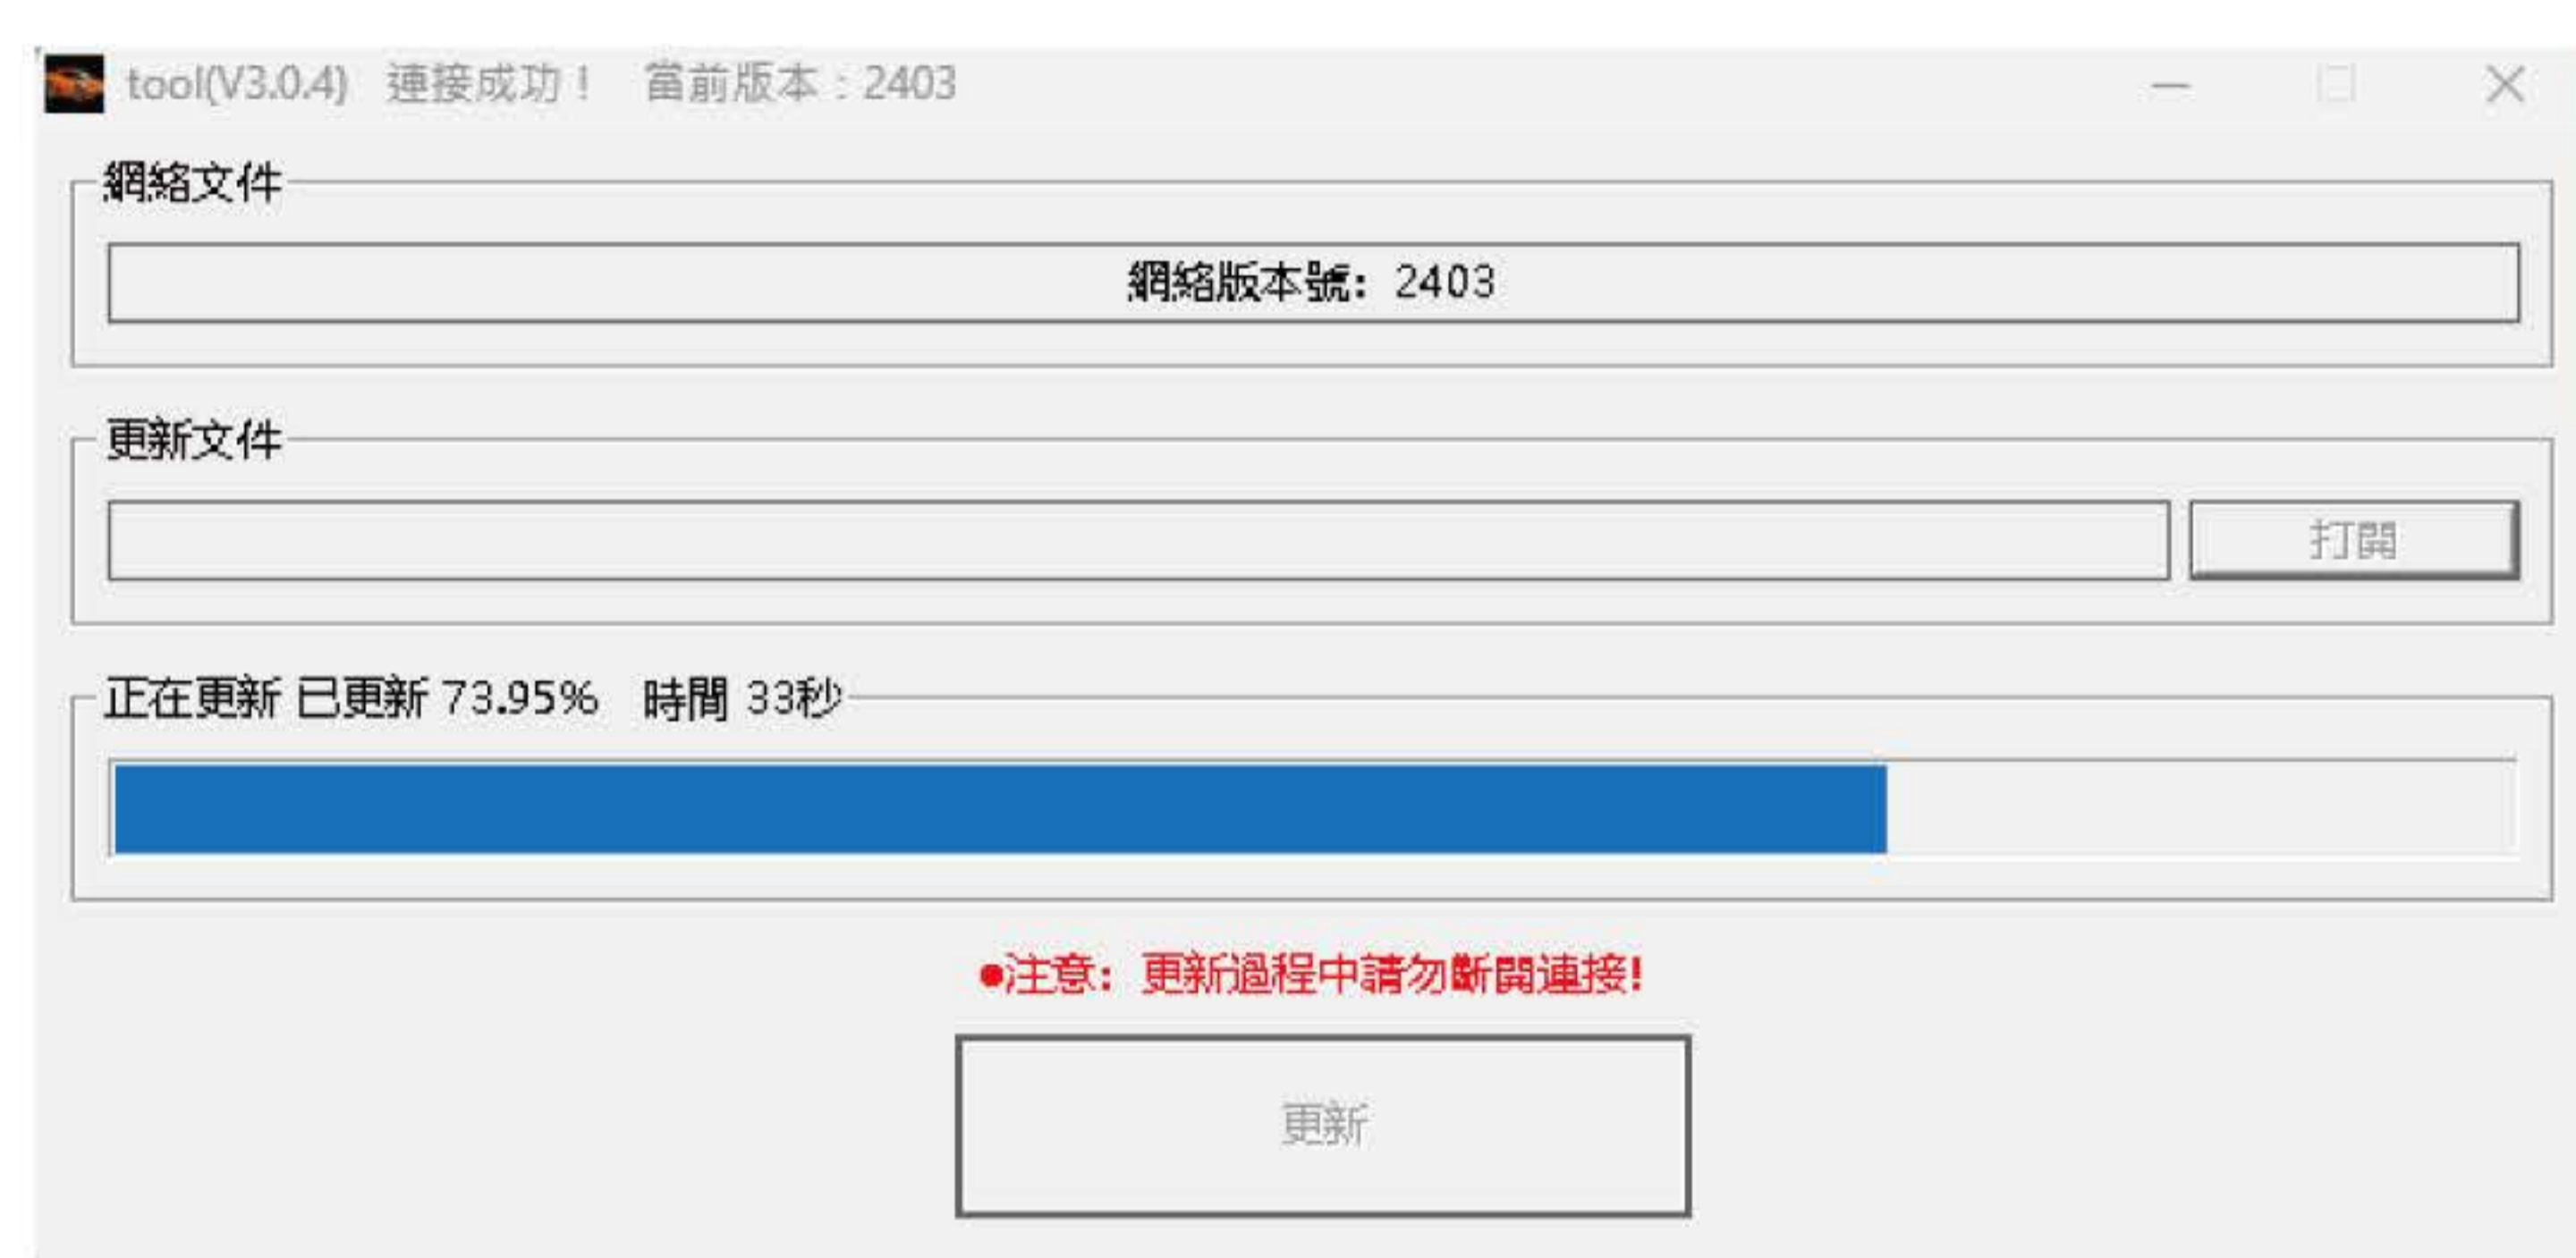 tool(V3.0.4) 連接成功！ 當前版本：2403
網絡文件
網絡版本號: 2403
更新文件
打開
正在更新 已更新 73.95% 時間 33秒
●注意: 更新過程中請勿斷開連接!
更新